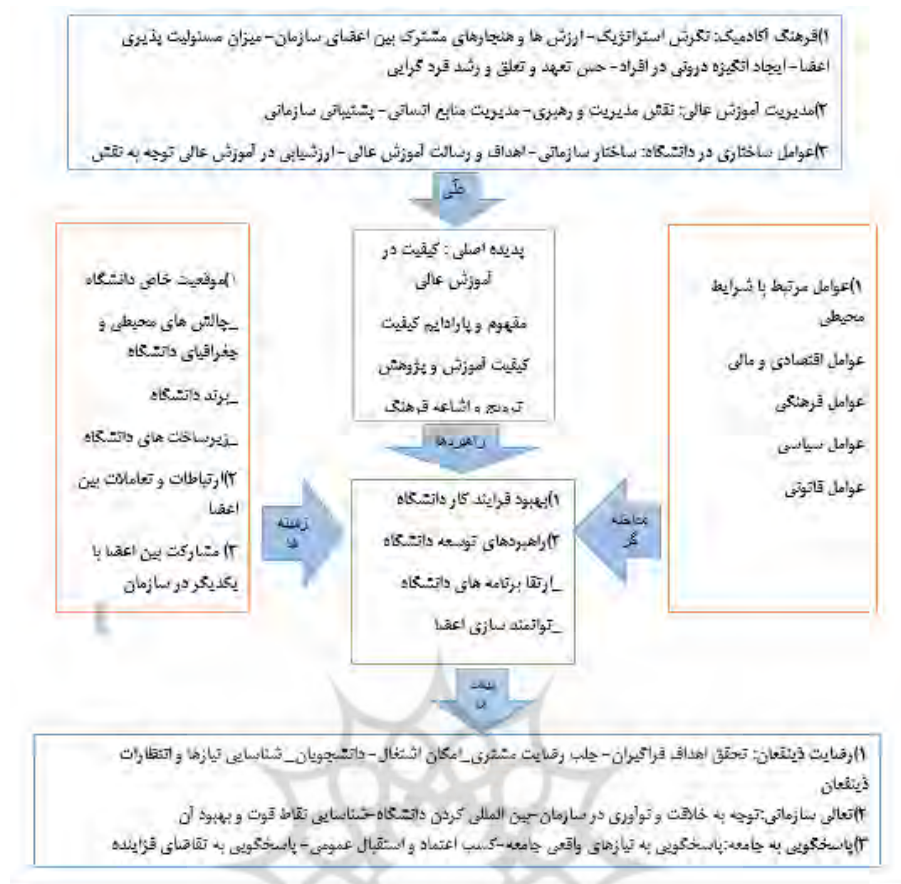 ۱)فرهنگ آکادمیک: نگرش استراتژیک- ارزش ها و هنجارهای مشترک بین اعضای سازمان- میزان مسئولیت پذیری
اعضا- ایجاد انگیزه درونی در افراد- حس تعهد و تعلق و رشد فرد گرایی
۲)مدیریت آموزش عالی: نقش مدیریت و رهبری- مدیریت منابع انسانی- پشتیبانی سازمانی
۳)عوامل ساختاری در دانشگاه: ساختار سازمانی- اهداف و رسالت آموزش عالی- ارزشیابی در آموزش عالی توجه به نقش
علّی
۱)عوامل مرتبط با شرایط
محیطی
عوامل اقتصادی و مالی
عوامل فرهنگی
عوامل سیاسی
عوامل قانونی
پدیده اصلی : کیفیت در
آموزش عالی
مفهوم و پارادایم کیفیت
کیفیت آموزش و پژوهش
ترویج و اشاعه فرهنگ
۱)موقعیت خاص دانشگاه
_چالش های محیطی و
جغرافیای دانشگاه
_برند دانشگاه
_زیرساخت های دانشگاه
۲)ارتباطات و تعاملات بین
اعضا
۳) مشارکت بین اعضا با
یکدیگر در سازمان
راهبردها
مداخله
گر
۱)بهبود فرایند کار دانشگاه
۲)راهبردهای توسعه دانشگاه
_ارتقا برنامه های دانشگاه
_توانمند سازی اعضا
زمینه
ها
۱)رضایت ذینفعان: تحقق اهداف فراگیران- جلب رضایت مشتری_امکان اشتغال- دانشجویان_شناسایی نیازها و انتظارات
ذینفعان
۲)تعالی سازمانی:توجه به خلاقت و نوآوری در سازمان-بین المللی کردن دانشگاه-شناسایی نقاط قوت و بهبود آن
۳)پاسخگویی به جامعه:پاسخگویی به نیازهای واقعی جامعه-کسب اعتماد و استقبال عمومی- پاسخگویی به تقاضای فزاینده